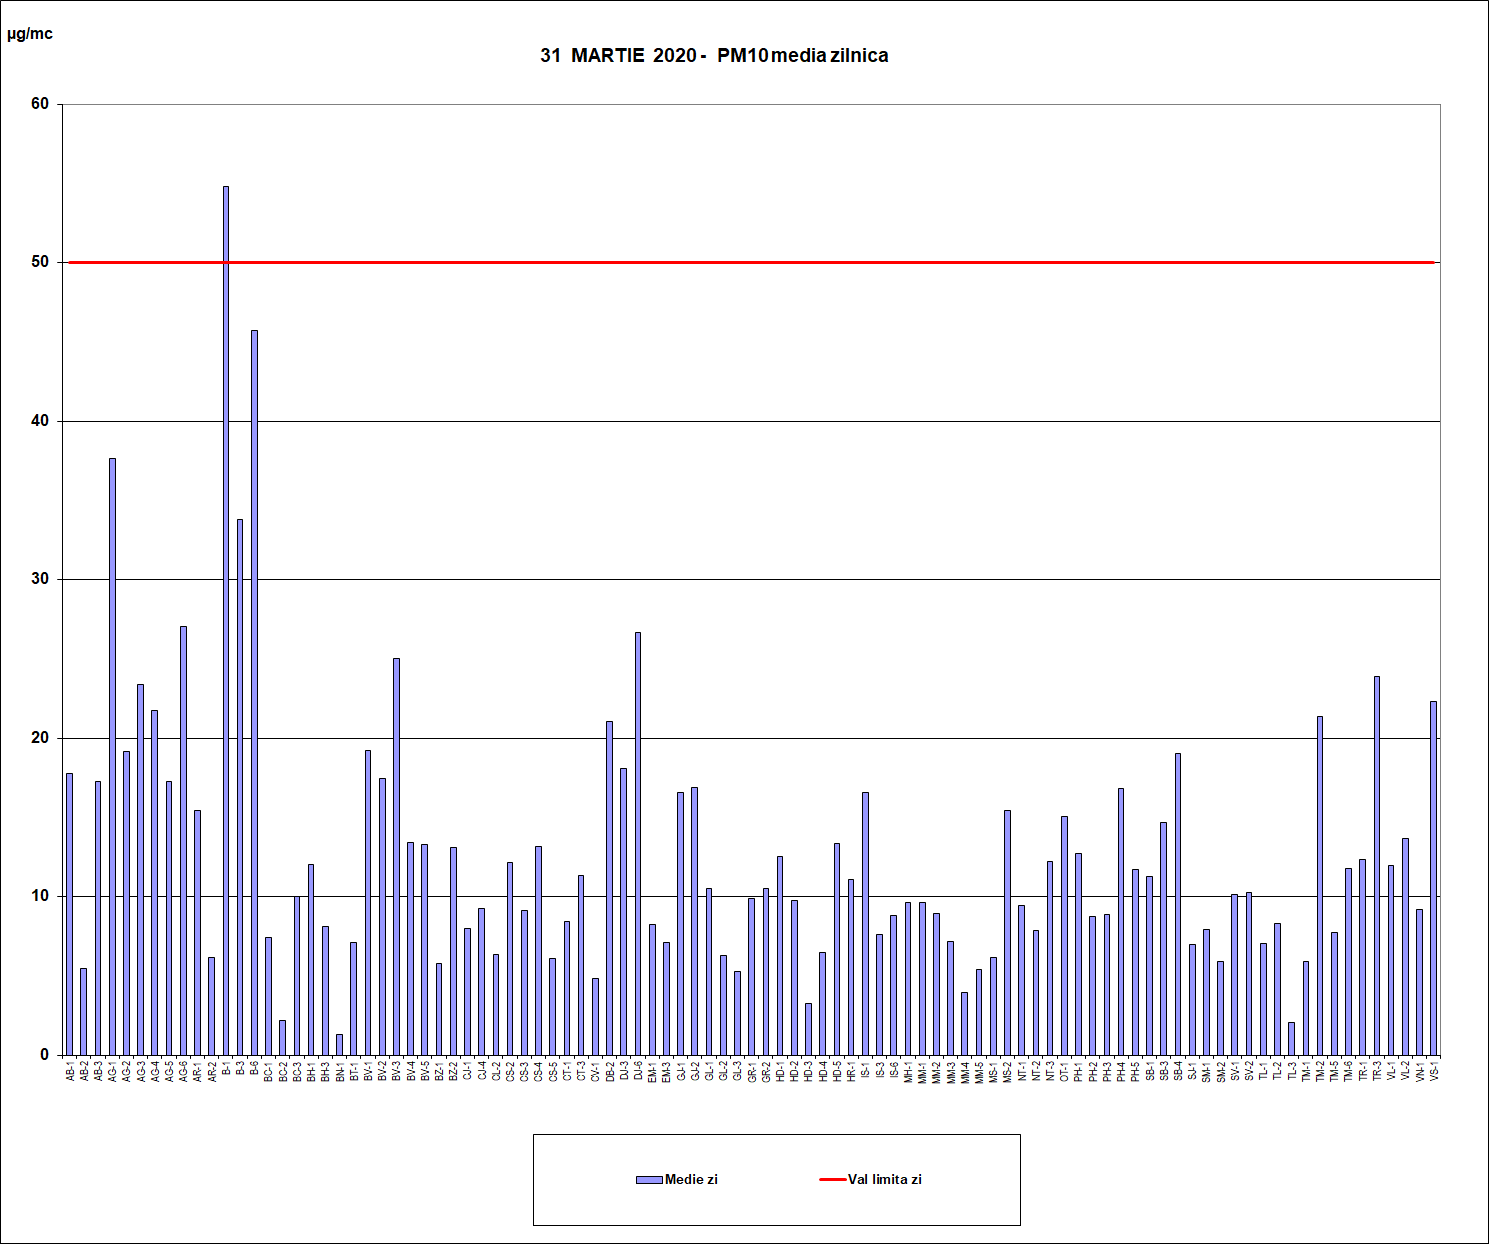 µg/mc
31 MARTIE 2020 - PM10 media zilnica
60
50
40
30
20
10
0
AB-1 AB-2 AB-3 AG-1 AG-2 AG-3 AG-4 AG-5 AG-6 AR-1 AR-2 B-1 B-3 B-6 BC-1 BC-2 BC-3 BH-1 BH-3 BN-1 BT-1 BV-1 BV-2 BV-3 BV-4 BV-5 BZ-1 BZ-2 CJ-1 CJ-4 CL-2 CS-2 CS-3 CS-4 CS-5 CT-1 CT-3 CV-1 DB-2 DJ-3 DJ-6 EM-1 EM-3 GJ-1 GJ-2 GL-1 GL-2 GL-3 GR-1 GR-2 HD-1 HD-2 HD-3 HD-4 HD-5 HR-1 IS-1 IS-3 IS-6 MH-1 MM-1 MM-2 MM-3 MM-4 MM-5 MS-1 MS-2 NT-1 NT-2 NT-3 OT-1 PH-1 PH-2 PH-3 PH-4 PH-5 SB-1 SB-3 SB-4 SJ-1 SM-1 SM-2 SV-1 SV-2 TL-1 TL-2 TL-3 TM-1 TM-2 TM-5 TM-6 TR-1 TR-3 VL-1 VL-2 VN-1 VS-1
Medie zi
Val limita zi